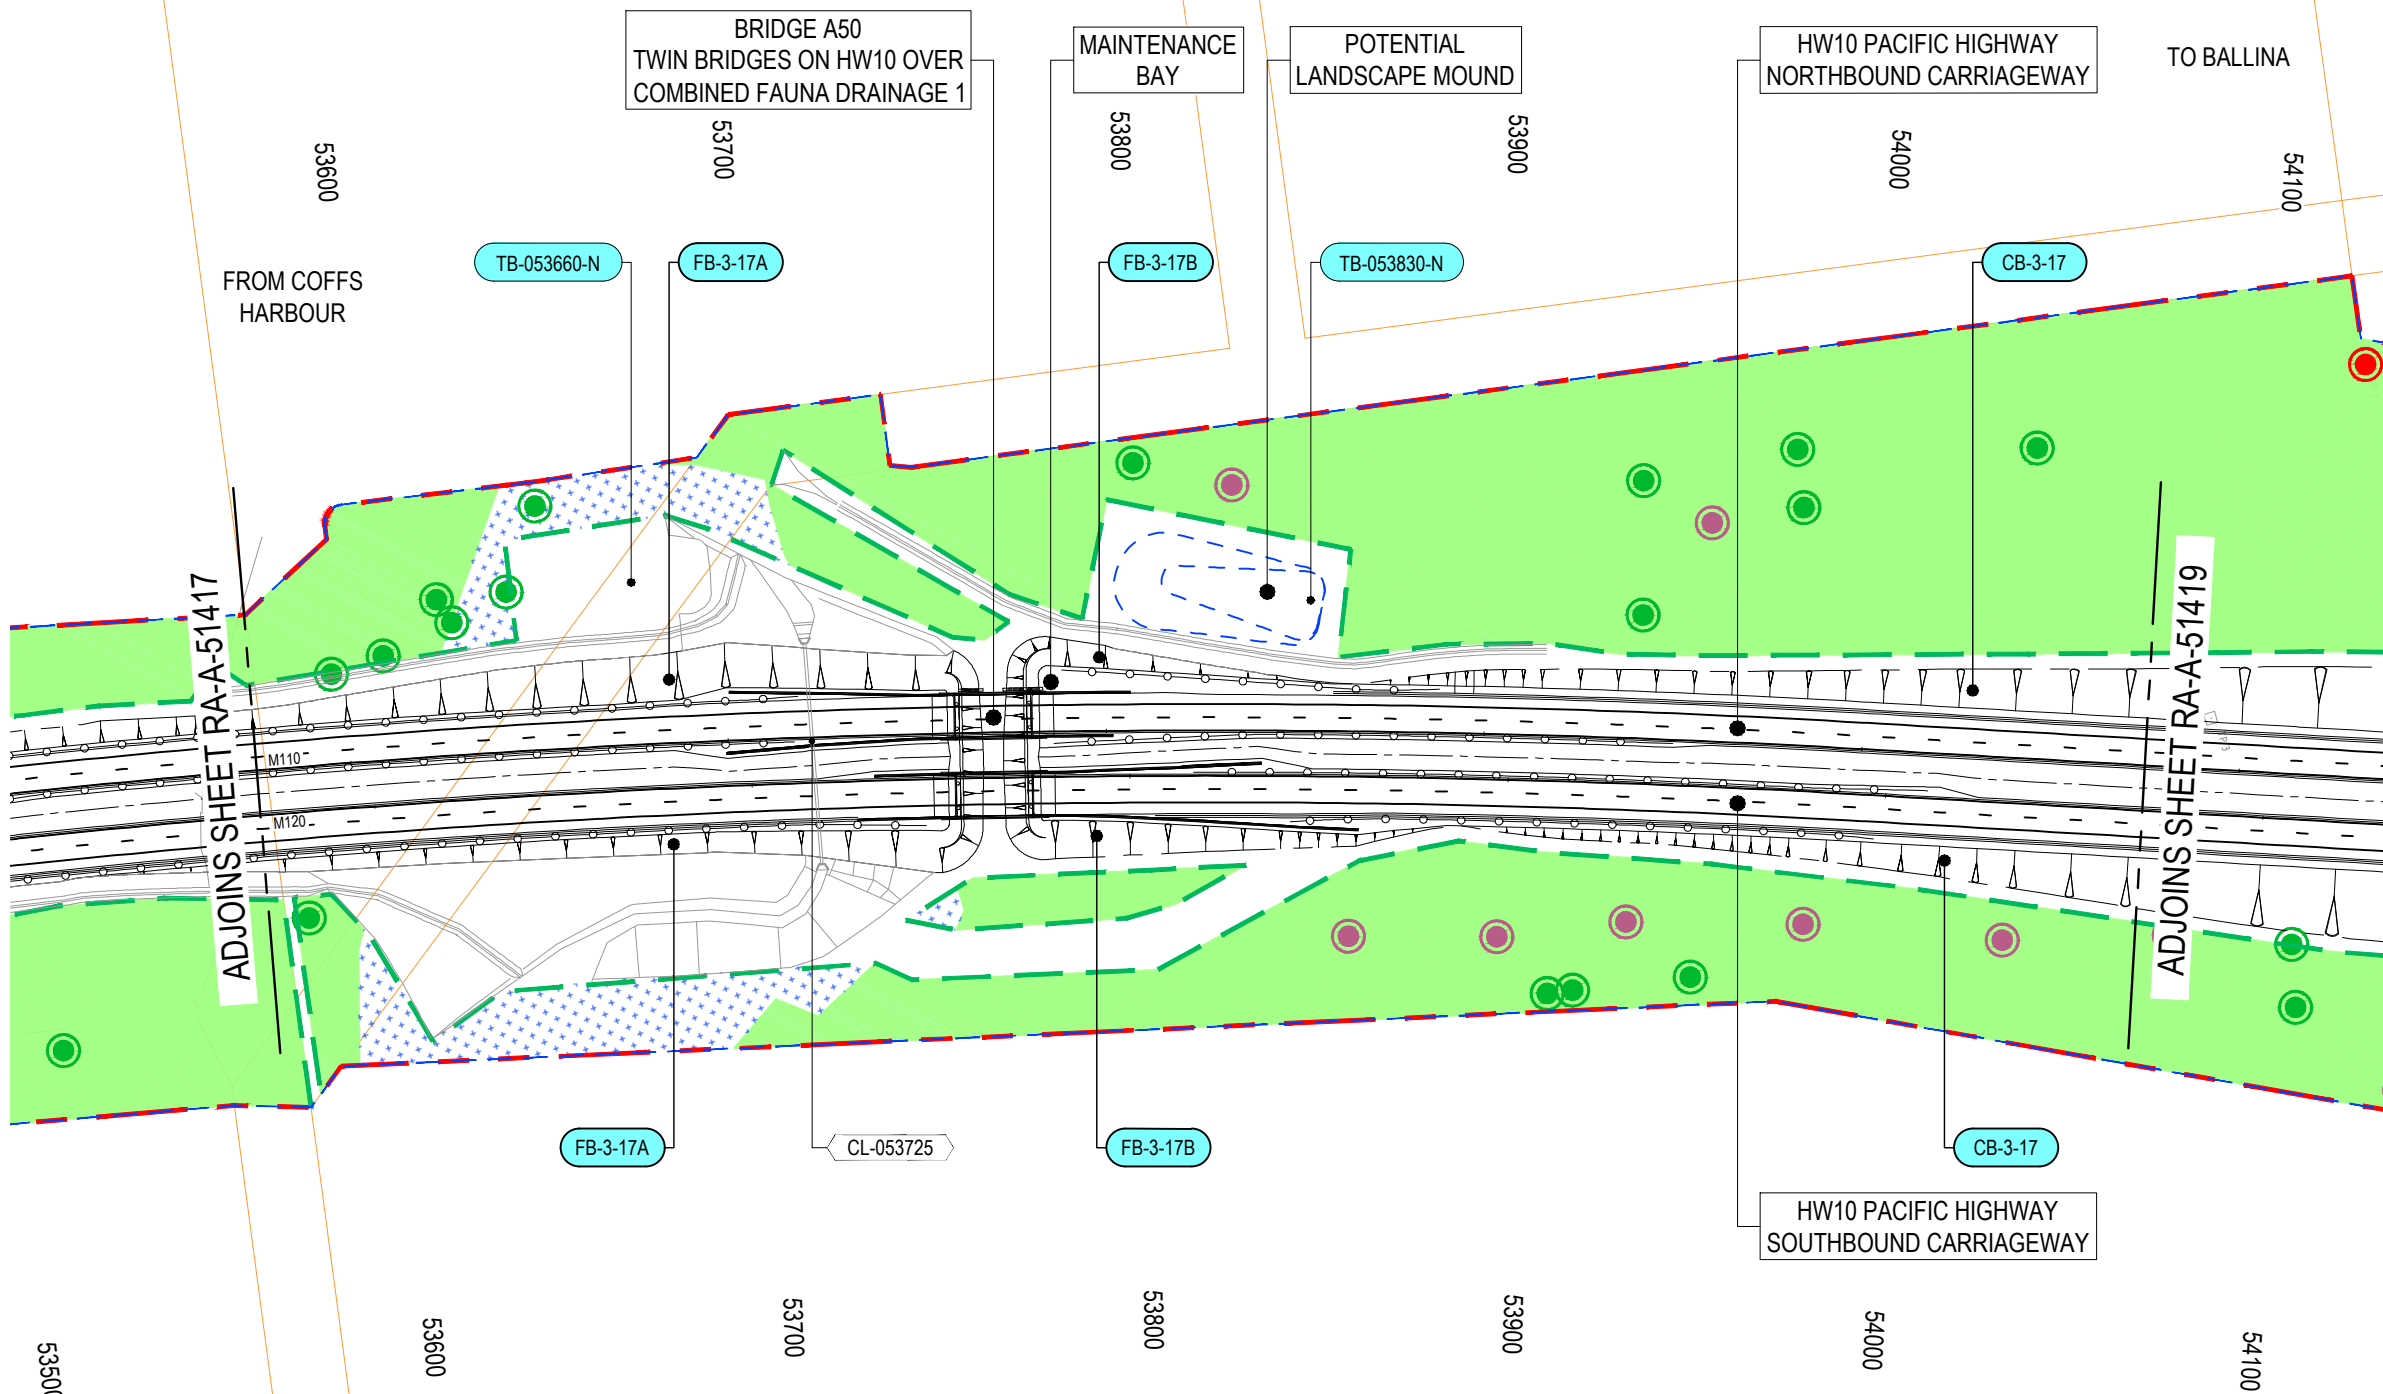 BRIDGE A50
TWIN BRIDGES ON HW10 OVER
COMBINED FAUNA DRAINAGE 1
MAINTENANCE
BAY
POTENTIAL
LANDSCAPE MOUND
HW10 PACIFIC HIGHWAY
NORTHBOUND CARRIAGEWAY
TO BALLINA
53600
53700
53800
53900
54000
54100
FROM COFFS
HARBOUR
TB-053660-N
FB-3-17A
FB-3-17B
TB-053830-N
CB-3-17
ADJOINS SHEET RA-A-51417
ADJOINS SHEET RA-A-51419
M110
M120
FB-3-17A
CL-053725
FB-3-17B
CB-3-17
HW10 PACIFIC HIGHWAY
SOUTHBOUND CARRIAGEWAY
53500
53600
53700
53800
53900
54000
54100